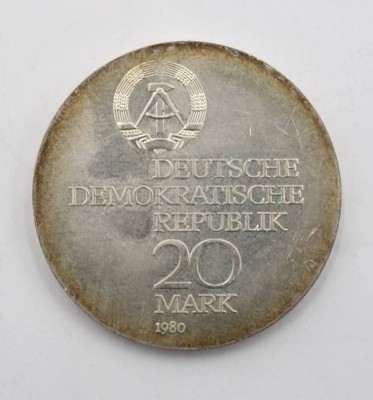 DEUTSCHE
DEMOKRATISCHE
REPUBLIK
20
MARK
1980